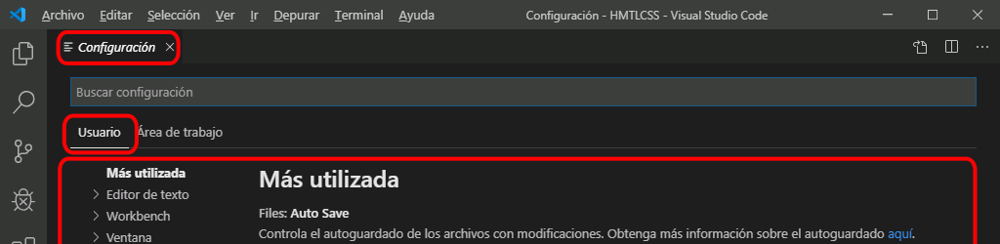 Archivo Editar Selección Ver Ir Depurar Terminal Ayuda Configuración - HMTLCSS - Visual Studio Code
Configuración
Buscar configuración
Usuario Área de trabajo
Más utilizada
Editor de texto
Workbench
Ventana
Más utilizada
Files: Auto Save
Controla el autoguardado de los archivos con modificaciones. Obtenga más información sobre el autoguardado aquí.